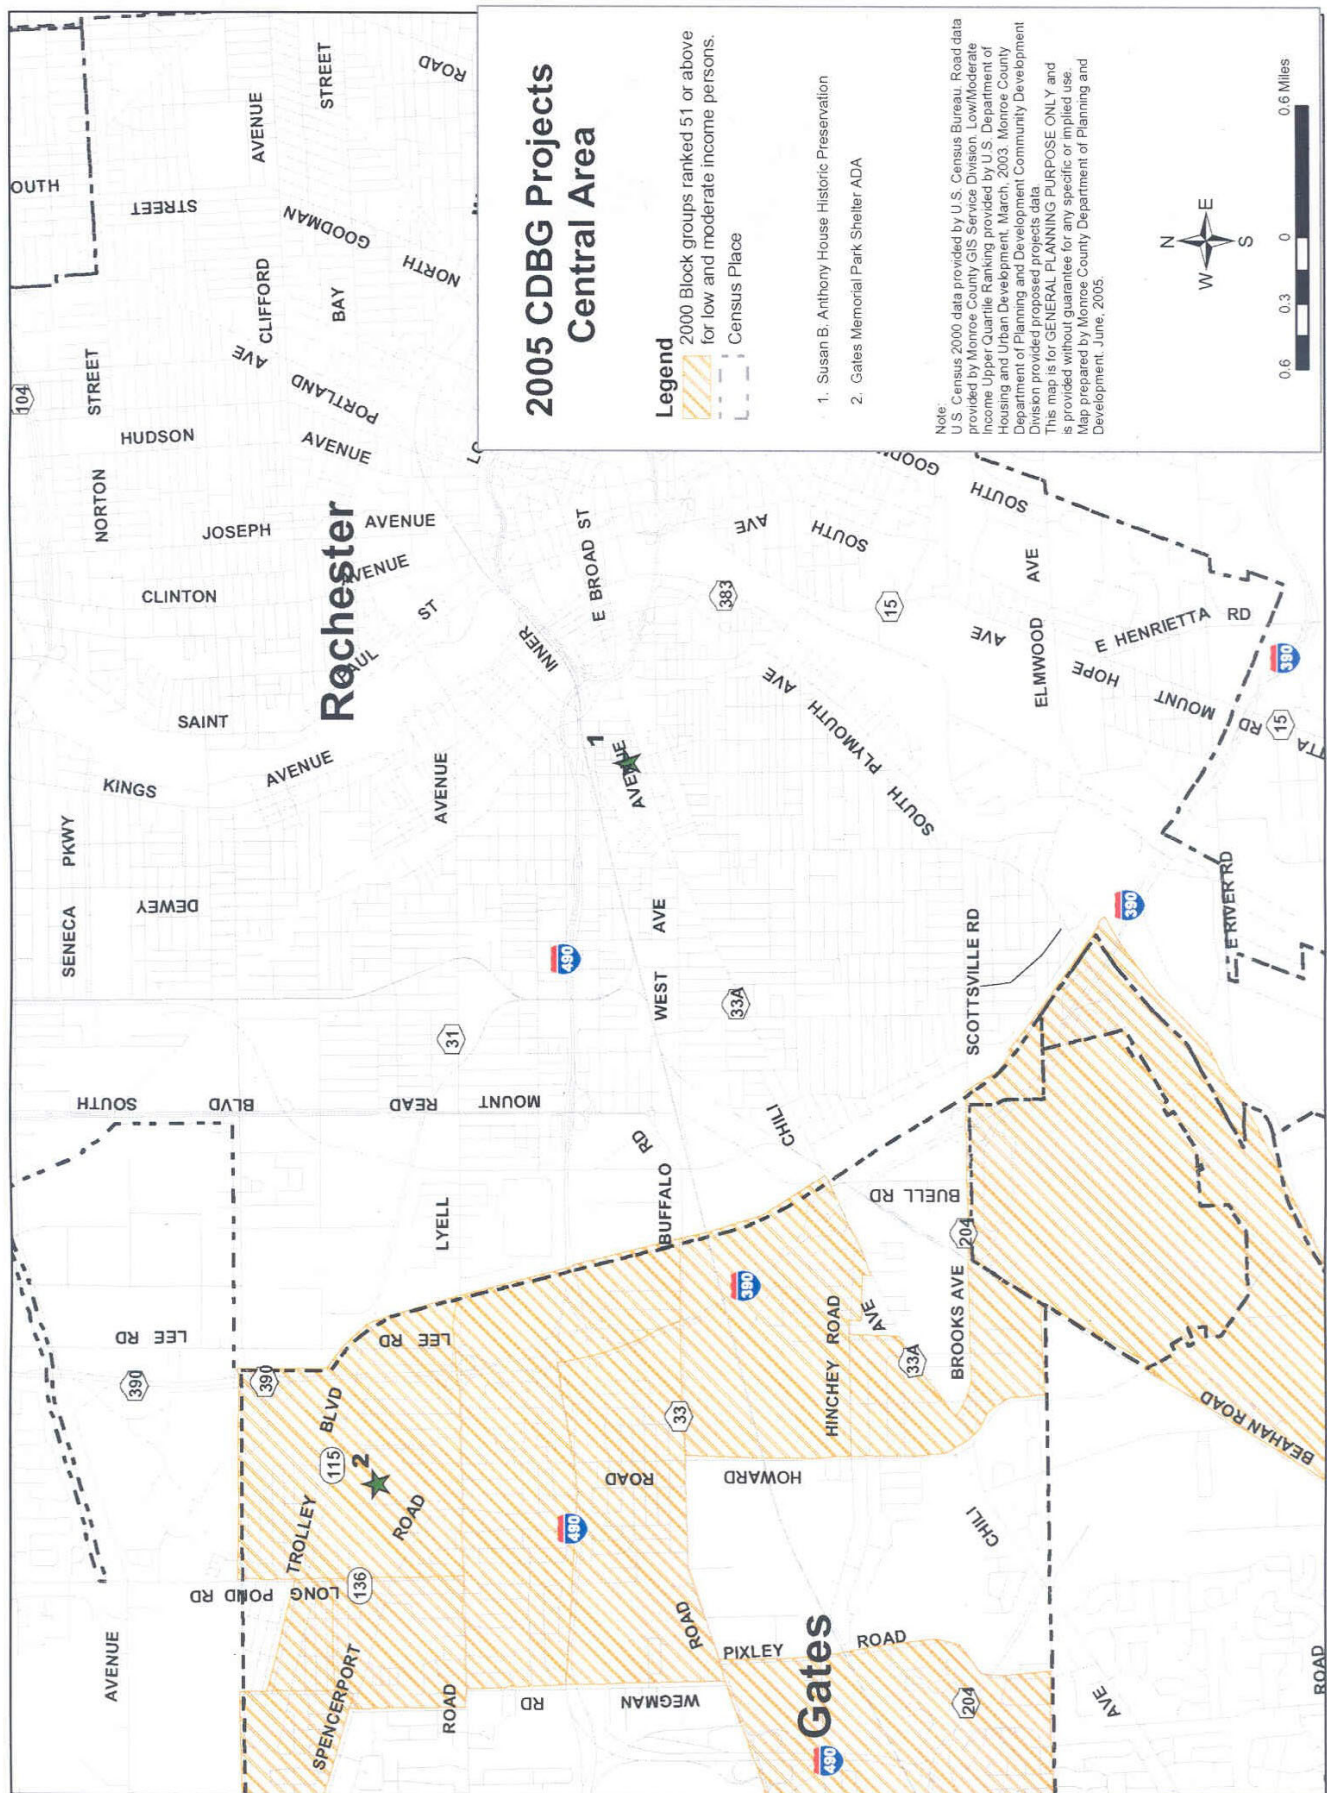 2005 CDBG Projects
Central Area
Legend
2000 Block groups ranked 51 or above
for low and moderate income persons.
Census Place
1. Susan B. Anthony House Historic Preservation
2. Gates Memorial Park Shelter ADA
Note:
U.S. Census 2000 data provided by U.S. Census Bureau. Road data
provided by Monroe County GIS Service Division. Low/Moderate
Income Upper Quartile Ranking provided by U.S. Department of
Housing and Urban Development, March, 2003. Monroe County
Department of Planning and Development Community Development
Division provided proposed projects data.
This map is for GENERAL PLANNING PURPOSE ONLY and
is provided without guarantee for any specific or implied use.
Map prepared by Monroe County Department of Planning and
Development. June, 2005.
N
W
E
S
0.6
0.3
0
0.6 Miles
Rochester
Gates
1
2
AVENUE
LEE RD
390
SOUTH
BLVD
READ
MOUNT
SENECA
PKWY
DEWEY
KINGS
NORTON
STREET
104
OUTH
STREET
HUDSON
AVENUE
JOSEPH
AVENUE
CLINTON
AVENUE
SAINT
PAUL
ST
AVENUE
AVENUE
PORTLAND
AVE
CLIFFORD
AVENUE
BAY
STREET
NORTH
GOODMAN
STREET
ROAD
SPENCERPORT
ROAD
TROLLEY
BLVD
115
390
LONG POND RD
136
LEE RD
LYELL
31
ROAD
RD
WEGMAN
ROAD
ROAD
HOWARD
490
33
390
BUFFALO
RD
490
WEST
AVE
AVENUE
INNER
E BROAD ST
33A
383
490
PIXLEY
ROAD
204
AVE
CHILI
HINCHEY ROAD
AVE
33A
BROOKS AVE
204
BUELL RD
CHILI
BEAHAN ROAD
SCOTTSVILLE RD
390
E RIVER RD
SOUTH
PLYMOUTH
AVE
AVE
SOUTH
15
SOUTH
ELMWOOD
AVE
AVE
HOPE
MOUNT
E HENRIETTA
RD
390
15
RD
TTA
ROAD